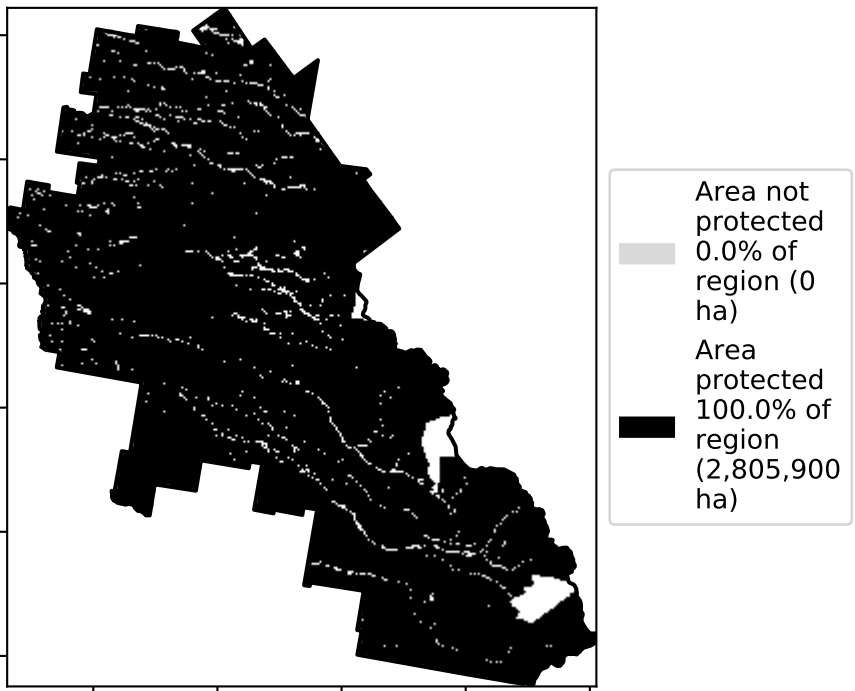 Area not
protected
0.0% of
region (0
ha)
Area
protected
100.0% of
region
(2,805,900
ha)